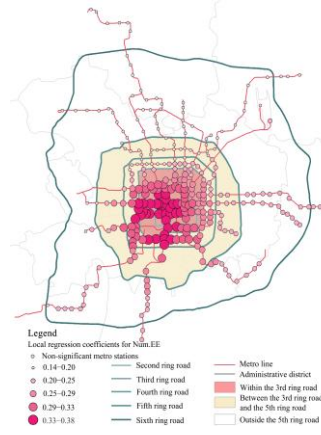 Legend
Local regression coefficients for Num.EE
Non-significant metro stations
0.14−0.20
0.20−0.25
0.25−0.29
0.29−0.33
0.33−0.38
Second ring road
Third ring road
Fourth ring road
Fifth ring road
Sixth ring road
Metro line
Administrative district
Within the 3rd ring road
Between the 3rd ring road
and the 5th ring road
Outside the 5th ring road